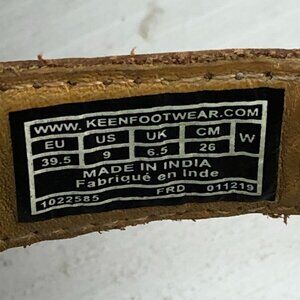 WWW. KEENFOOTWEAR.COM
EU US UK CM W
39.5 9 6.5 26
MADE IN INDIA
Fabriqué en Inde
1022585 FRD 011219